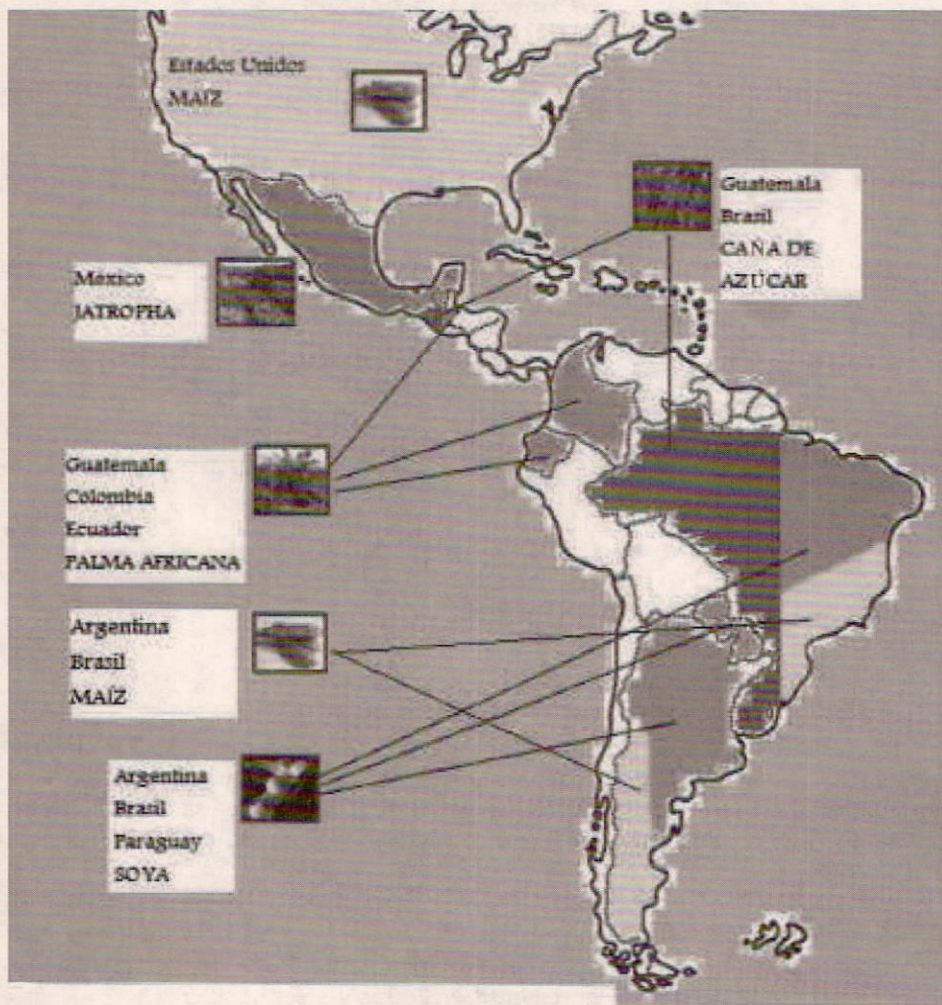 Estados Unidos
MAÍZ
Guatemala
Brasil
CAÑA DE
AZÚCAR
México
JATROPHA
Guatemala
Colombia
Ecuador
PALMA AFRICANA
Argentina
Brasil
MAÍZ
Argentina
Brasil
Paraguay
SOYA